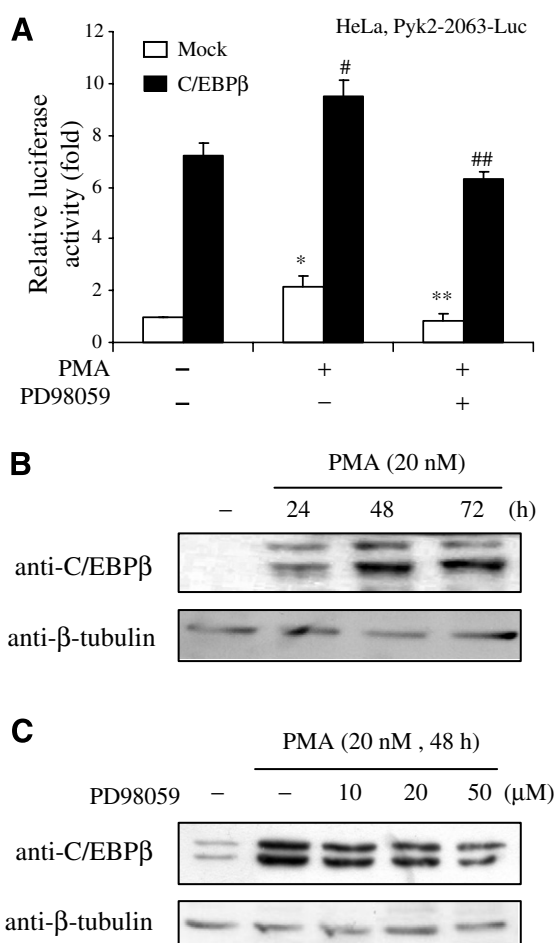 A
HeLa, Pyk2-2063-Luc
Mock
C/EBPβ
Relative luciferase
activity (fold)
12
10
8
6
4
2
0
#
##
*
**
PMA − + +
PD98059 − − +
B
PMA (20 nM)
− 24 48 72 (h)
anti-C/EBPβ
anti-β-tubulin
C
PMA (20 nM , 48 h)
PD98059 − − 10 20 50 (μM)
anti-C/EBPβ
anti-β-tubulin